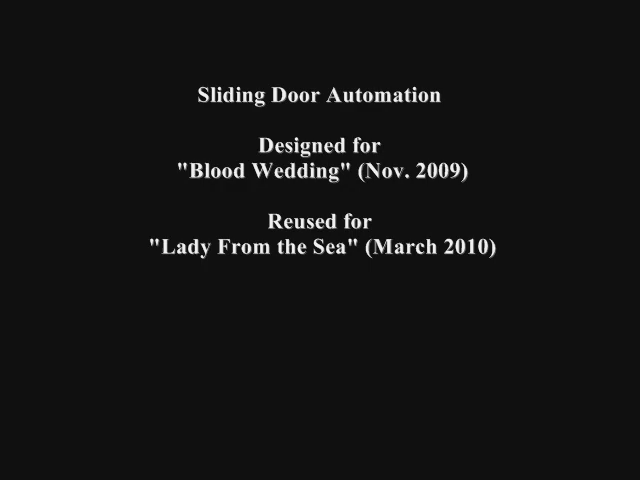 Sliding Door Automation
Designed for
"Blood Wedding" (Nov. 2009)
Reused for
"Lady From the Sea" (March 2010)